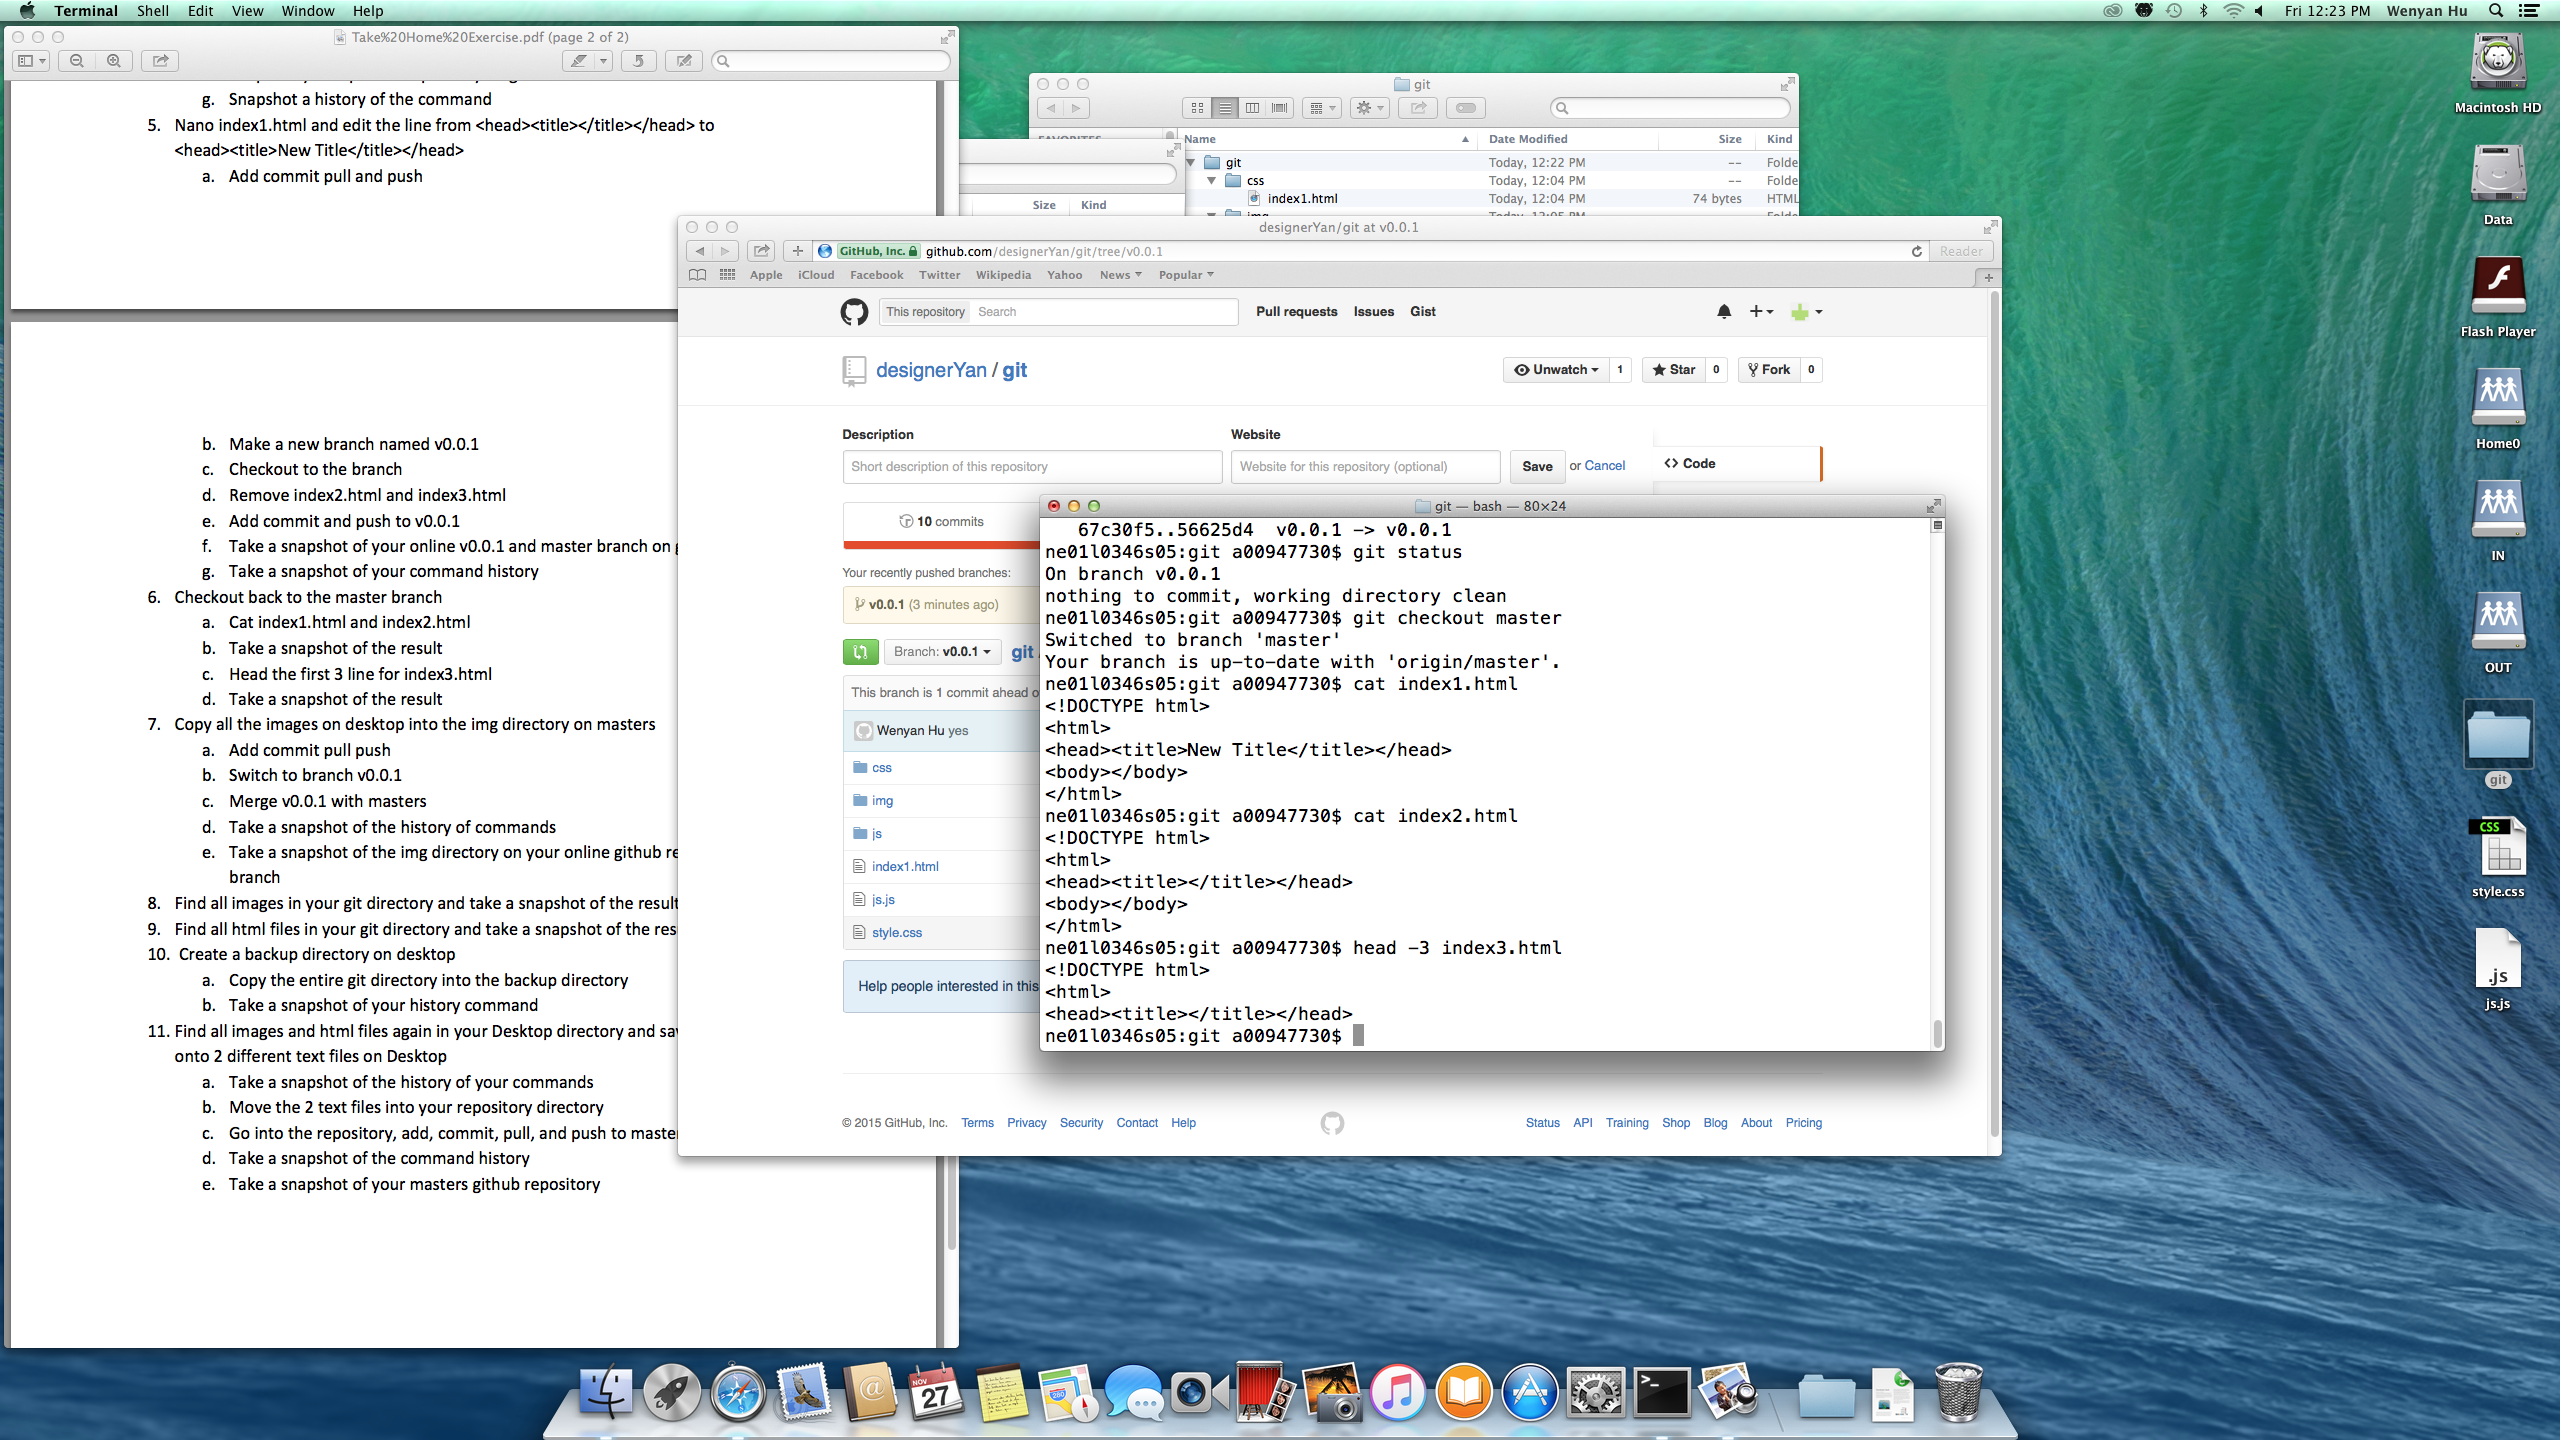 Terminal Shell Edit View Window Help
Fri 12:23 PM Wenyan Hu
Take%20Home%20Exercise.pdf (page 2 of 2)
g. Snapshot a history of the command
5. Nano index1.html and edit the line from <head><title></title></head> to
<head><title>New Title</title></head>
a. Add commit pull and push
b. Make a new branch named v0.0.1
c. Checkout to the branch
d. Remove index2.html and index3.html
e. Add commit and push to v0.0.1
f. Take a snapshot of your online v0.0.1 and master branch on
g. Take a snapshot of your command history
6. Checkout back to the master branch
a. Cat index1.html and index2.html
b. Take a snapshot of the result
c. Head the first 3 line for index3.html
d. Take a snapshot of the result
7. Copy all the images on desktop into the img directory on masters
a. Add commit pull push
b. Switch to branch v0.0.1
c. Merge v0.0.1 with masters
d. Take a snapshot of the history of commands
e. Take a snapshot of the img directory on your online github re
branch
8. Find all images in your git directory and take a snapshot of the result
9. Find all html files in your git directory and take a snapshot of the res
10. Create a backup directory on desktop
a. Copy the entire git directory into the backup directory
b. Take a snapshot of your history command
11. Find all images and html files again in your Desktop directory and sa
onto 2 different text files on Desktop
a. Take a snapshot of the history of your commands
b. Move the 2 text files into your repository directory
c. Go into the repository, add, commit, pull, and push to master
d. Take a snapshot of the command history
e. Take a snapshot of your masters github repository
Size Kind
git
FAVORITES
Name Date Modified Size Kind
git Today, 12:22 PM -- Folde
css Today, 12:04 PM -- Folde
index1.html Today, 12:04 PM 74 bytes HTML
designerYan/git at v0.0.1
GitHub, Inc. github.com/designerYan/git/tree/v0.0.1 Reader
Apple iCloud Facebook Twitter Wikipedia Yahoo News Popular
This repository Search Pull requests Issues Gist
designerYan / git Unwatch 1 Star 0 Fork 0
Description Website
Short description of this repository Website for this repository (optional) Save or Cancel
Code
10 commits
Your recently pushed branches:
v0.0.1 (3 minutes ago)
Branch: v0.0.1 git
This branch is 1 commit ahead o
Wenyan Hu yes
css
img
js
index1.html
js.js
style.css
Help people interested in this
© 2015 GitHub, Inc. Terms Privacy Security Contact Help
Status API Training Shop Blog About Pricing
git — bash — 80×24
67c30f5..56625d4 v0.0.1 -> v0.0.1
ne01l0346s05:git a00947730$ git status
On branch v0.0.1
nothing to commit, working directory clean
ne01l0346s05:git a00947730$ git checkout master
Switched to branch 'master'
Your branch is up-to-date with 'origin/master'.
ne01l0346s05:git a00947730$ cat index1.html
<!DOCTYPE html>
<html>
<head><title>New Title</title></head>
<body></body>
</html>
ne01l0346s05:git a00947730$ cat index2.html
<!DOCTYPE html>
<html>
<head><title></title></head>
<body></body>
</html>
ne01l0346s05:git a00947730$ head -3 index3.html
<!DOCTYPE html>
<html>
<head><title></title></head>
ne01l0346s05:git a00947730$
Macintosh HD
Data
Flash Player
Home0
IN
OUT
git
CSS
style.css
.js
js.js
NOV
27